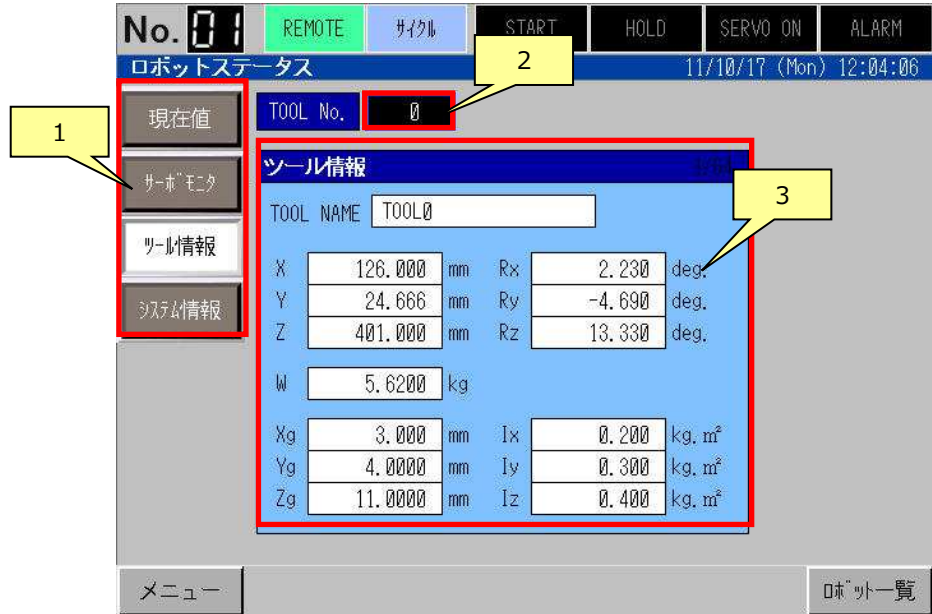 No. 01 REMOTE ｻｲｸﾙ START HOLD SERVO ON ALARM
ロボットステータス 11/10/17 (Mon) 12:04:06
2
現在値
TOOL No. 0
1
ｻｰﾎﾞﾓﾆﾀ
ツール情報
3
TOOL NAME TOOL0
ﾂｰﾙ情報
X 126.000 mm Rx 2.230 deg.
Y 24.666 mm Ry -4.690 deg.
ｼｽﾃﾑ情報
Z 401.000 mm Rz 13.330 deg.
W 5.6200 kg
Xg 3.000 mm Ix 0.200 kg.m²
Yg 4.0000 mm Iy 0.300 kg.m²
Zg 11.0000 mm Iz 0.400 kg.m²
メニュー ﾛﾎﾞｯﾄ一覧